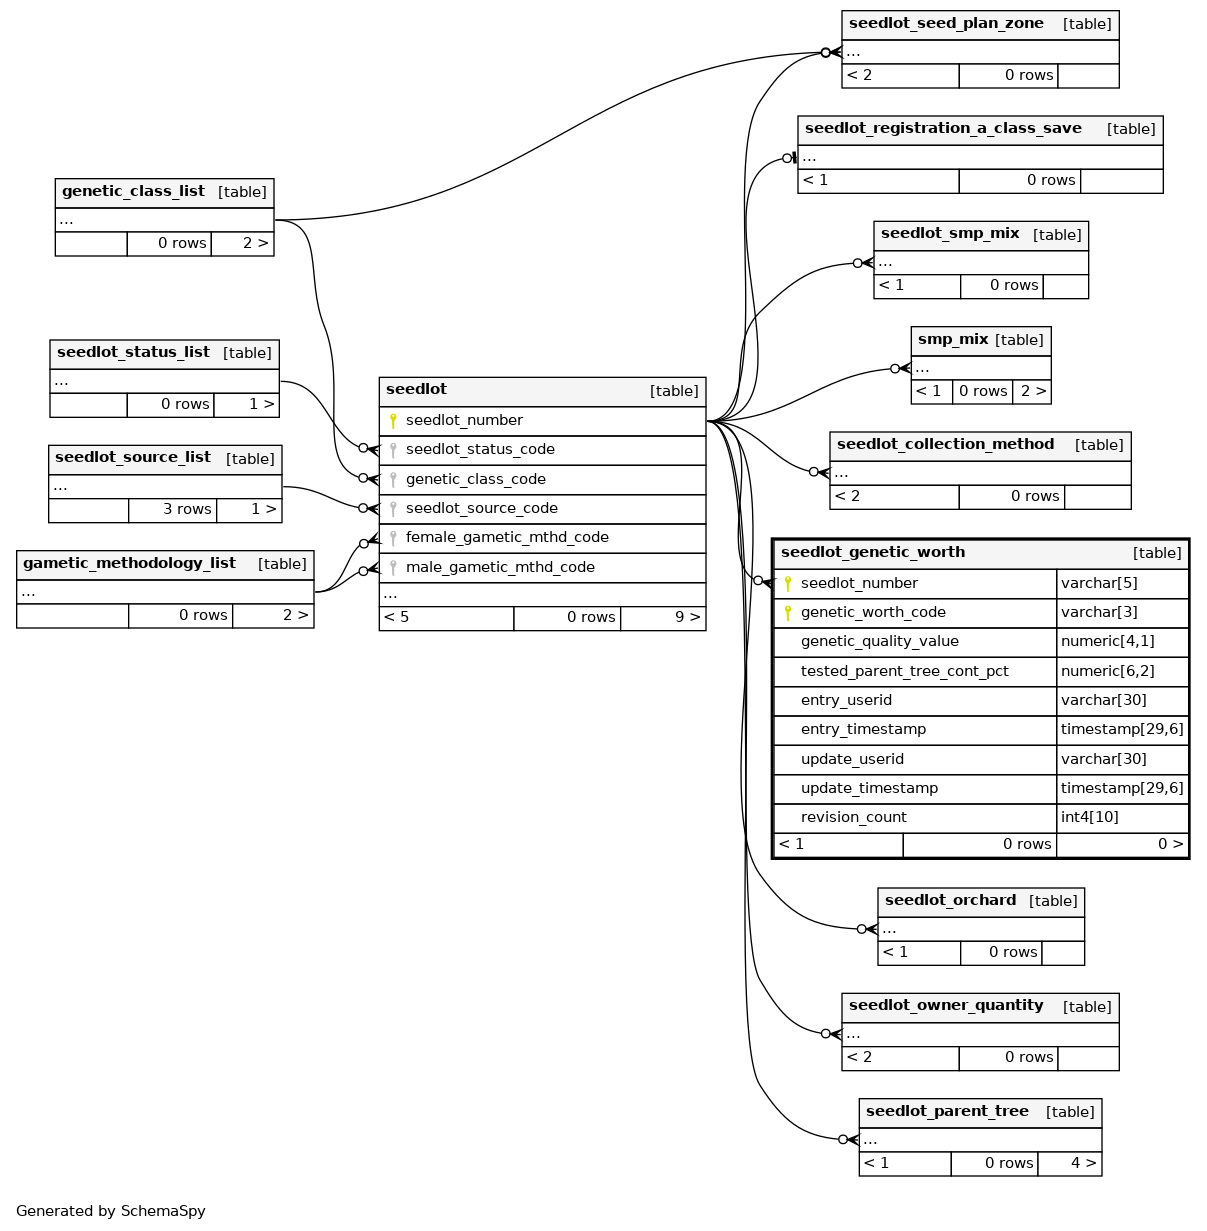 seedlot_seed_plan_zone [table]
...
< 2 0 rows
seedlot_registration_a_class_save [table]
...
< 1 0 rows
genetic_class_list [table]
...
0 rows 2 >
seedlot_smp_mix [table]
...
< 1 0 rows
smp_mix [table]
...
< 1 0 rows 2 >
seedlot_status_list [table]
...
0 rows 1 >
seedlot_source_list [table]
...
3 rows 1 >
gametic_methodology_list [table]
...
0 rows 2 >
seedlot [table]
seedlot_number
seedlot_status_code
genetic_class_code
seedlot_source_code
female_gametic_mthd_code
male_gametic_mthd_code
...
< 5 0 rows 9 >
seedlot_collection_method [table]
...
< 2 0 rows
seedlot_genetic_worth [table]
seedlot_number varchar[5]
genetic_worth_code varchar[3]
genetic_quality_value numeric[4,1]
tested_parent_tree_cont_pct numeric[6,2]
entry_userid varchar[30]
entry_timestamp timestamp[29,6]
update_userid varchar[30]
update_timestamp timestamp[29,6]
revision_count int4[10]
< 1 0 rows 0 >
seedlot_orchard [table]
...
< 1 0 rows
seedlot_owner_quantity [table]
...
< 2 0 rows
seedlot_parent_tree [table]
...
< 1 0 rows 4 >
Generated by SchemaSpy